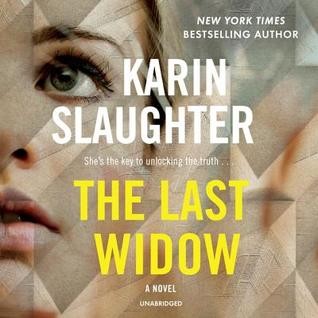 NEW YORK TIMES
BESTSELLING AUTHOR
KARIN
SLAUGHTER
She's the key to unlocking the truth . . .
THE LAST
WIDOW
A NOVEL
UNABRIDGED